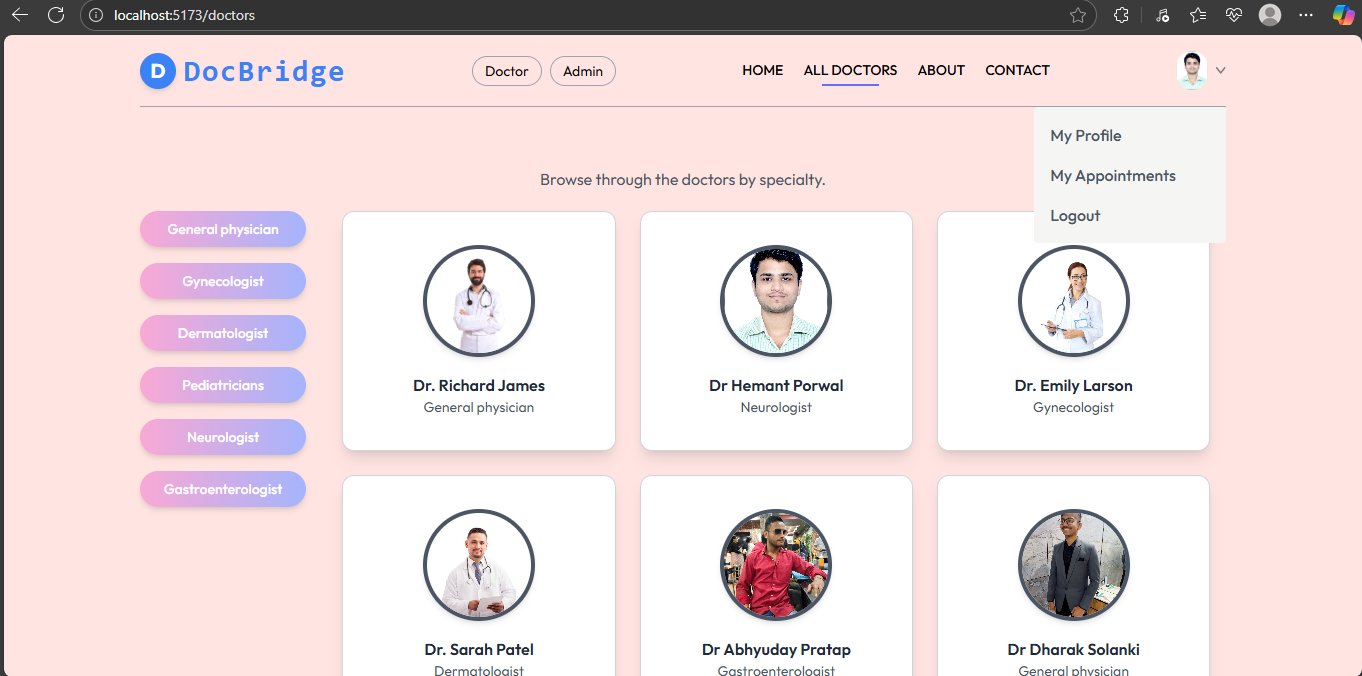 localhost:5173/doctors
D DocBridge
Doctor
Admin
HOME
ALL DOCTORS
ABOUT
CONTACT
My Profile
My Appointments
Logout
Browse through the doctors by specialty.
General physician
Gynecologist
Dermatologist
Pediatricians
Neurologist
Gastroenterologist
Dr. Richard James
General physician
Dr Hemant Porwal
Neurologist
Dr. Emily Larson
Gynecologist
Dr. Sarah Patel
Dermatologist
Dr Abhyuday Pratap
Gastroenterologist
Dr Dharak Solanki
General physician